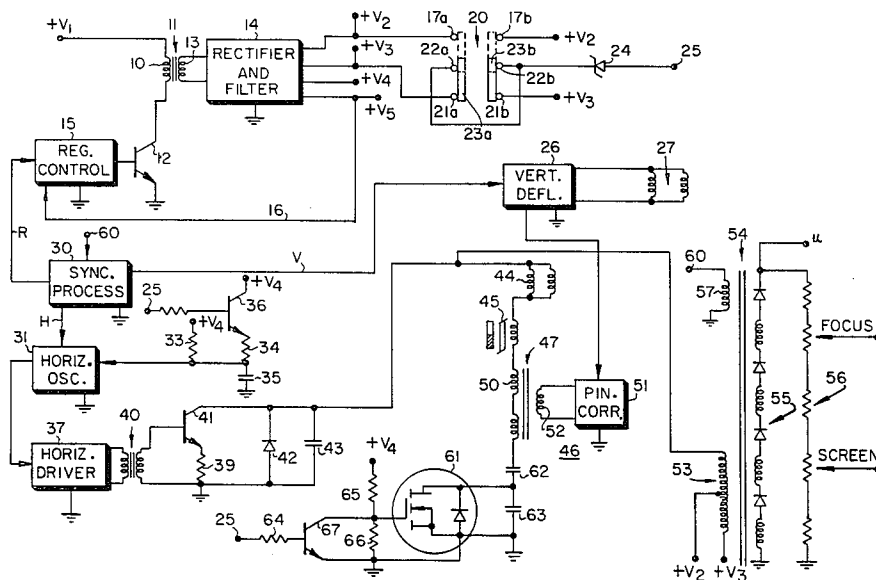 +V1
11
10
13
14
RECTIFIER
AND
FILTER
+V2
+V3
+V4
+V5
17a
20
17b
+V2
22a
23b
22b
24
25
21a
23a
21b
+V3
15
REG.
CONTROL
12
16
R
60
30
SYNC.
PROCESS
V
H
26
VERT.
DEFL.
27
25
+V4
36
+V4
33
34
35
31
HORIZ.
OSC.
37
HORIZ.
DRIVER
40
41
39
42
43
44
45
47
50
52
PIN.
CORR.
51
46
54
60
57
u
FOCUS
55
56
SCREEN
53
+V2
+V3
+V4
65
61
62
63
25
64
67
66